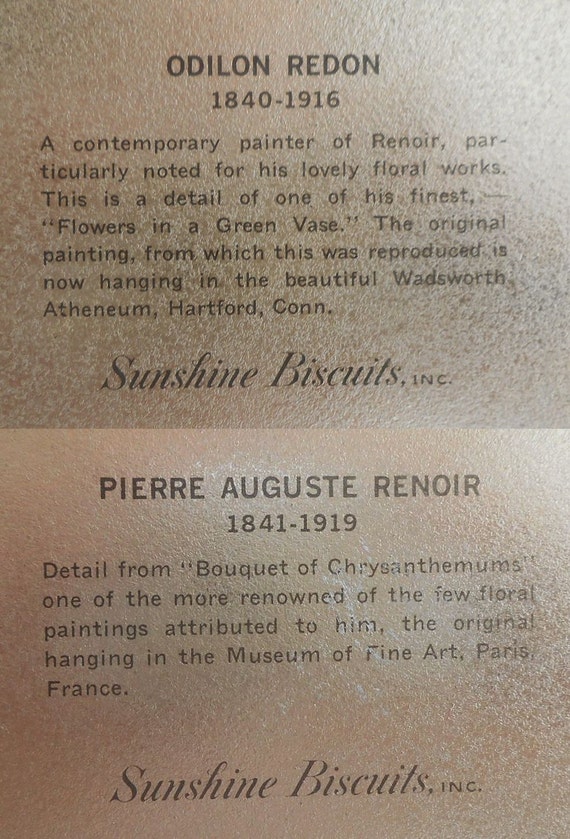 ODILON REDON
1840-1916
A contemporary painter of Renoir, par-
ticularly noted for his lovely floral works.
This is a detail of one of his finest, —
"Flowers in a Green Vase." The original
painting, from which this was reproduced is
now hanging in the beautiful Wadsworth
Atheneum, Hartford, Conn.
Sunshine Biscuits, INC.
PIERRE AUGUSTE RENOIR
1841-1919
Detail from "Bouquet of Chrysanthemums"
one of the more renowned of the few floral
paintings attributed to him, the original
hanging in the Museum of Fine Art, Paris,
France.
Sunshine Biscuits, INC.